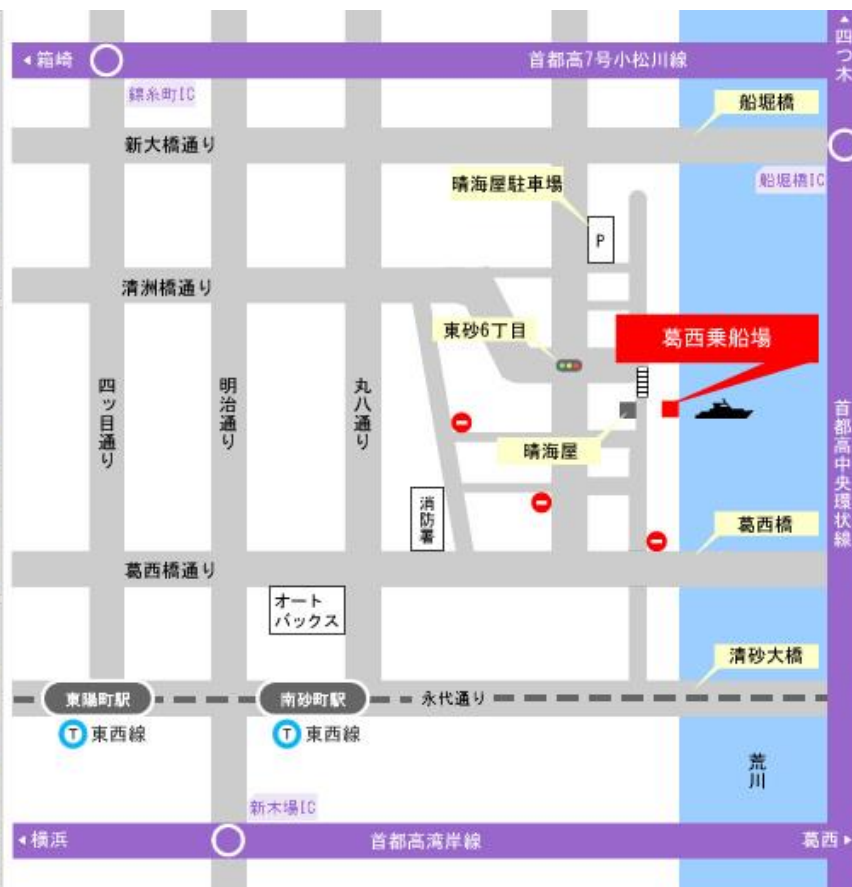 四つ木
箱崎
首都高7号小松川線
錦糸町IC
船堀橋
新大橋通り
晴海屋駐車場
船堀橋IC
P
清洲橋通り
東砂6丁目
葛西乗船場
四ッ目通り
明治通り
丸八通り
首都高中央環状線
晴海屋
消防署
葛西橋
葛西橋通り
オート
バックス
清砂大橋
東陽町駅
南砂町駅
永代通り
T 東西線
T 東西線
荒川
新木場IC
横浜
首都高湾岸線
葛西